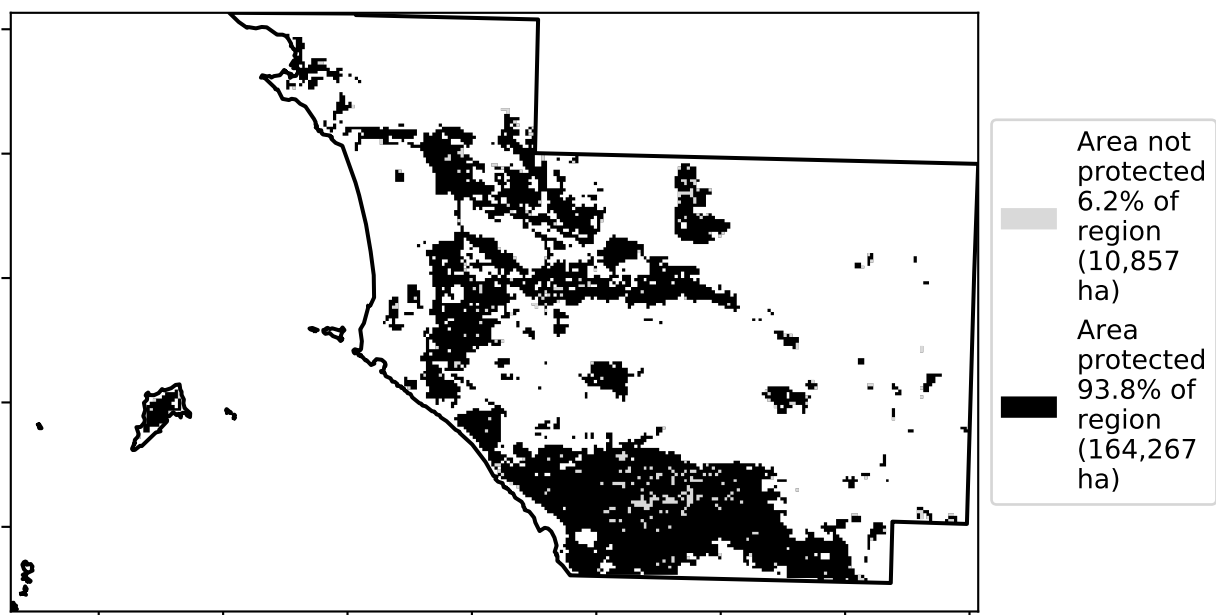 Area not
protected
6.2% of
region
(10,857
ha)
Area
protected
93.8% of
region
(164,267
ha)